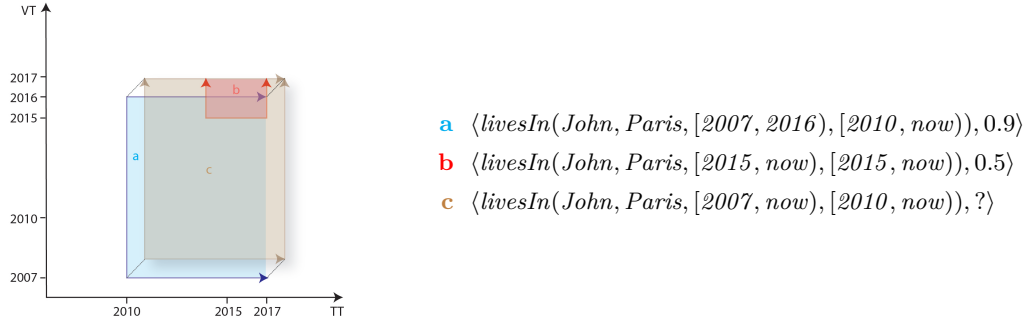 VT
2017
2016
2015
2010
2007
a
b
c
2010 2015 2017 TT
a ⟨livesIn(John, Paris, [2007, 2016), [2010, now)), 0.9⟩
b ⟨livesIn(John, Paris, [2015, now), [2015, now)), 0.5⟩
c ⟨livesIn(John, Paris, [2007, now), [2010, now)), ?⟩